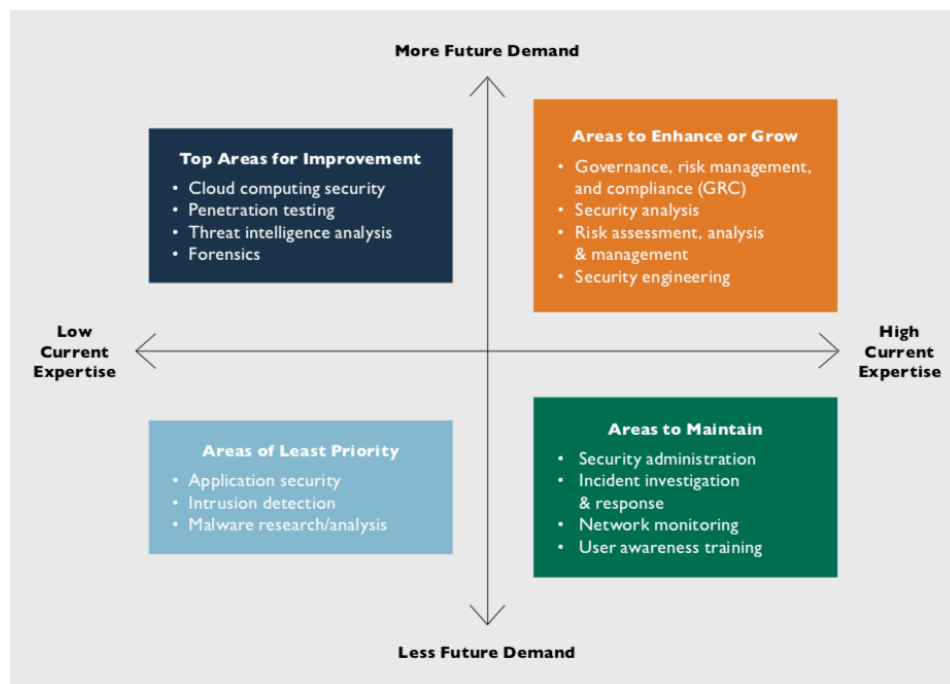 More Future Demand
Top Areas for Improvement
• Cloud computing security
• Penetration testing
• Threat intelligence analysis
• Forensics
Areas to Enhance or Grow
• Governance, risk management,
and compliance (GRC)
• Security analysis
• Risk assessment, analysis
& management
• Security engineering
Low
Current
Expertise
High
Current
Expertise
Areas of Least Priority
• Application security
• Intrusion detection
• Malware research/analysis
Areas to Maintain
• Security administration
• Incident investigation
& response
• Network monitoring
• User awareness training
Less Future Demand